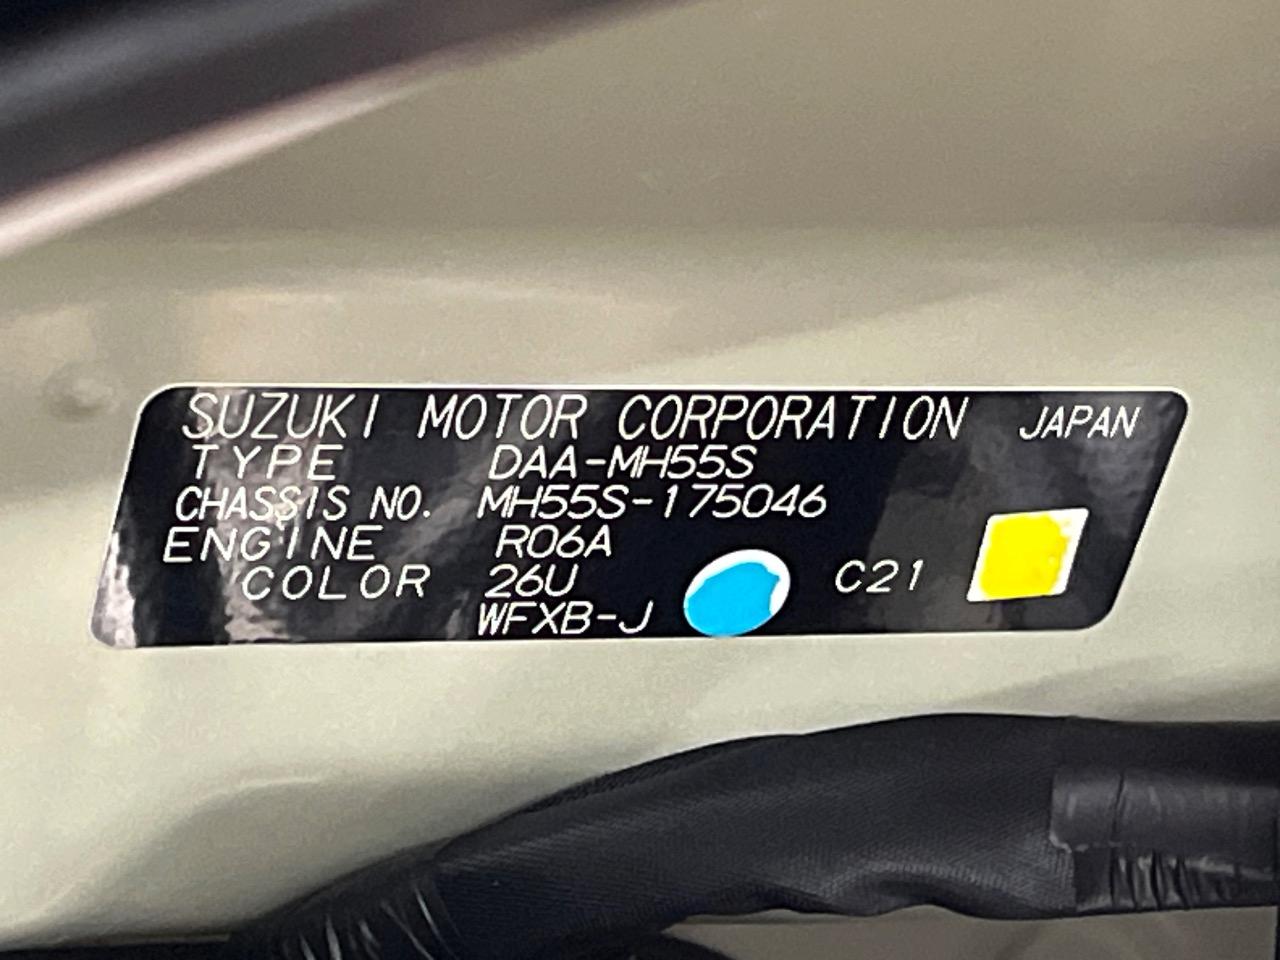 SUZUKI MOTOR CORPORATION JAPAN
TYPE DAA-MH55S
CHASSIS NO. MH55S-175046
ENGINE R06A
COLOR 26U C21
WFXB-J